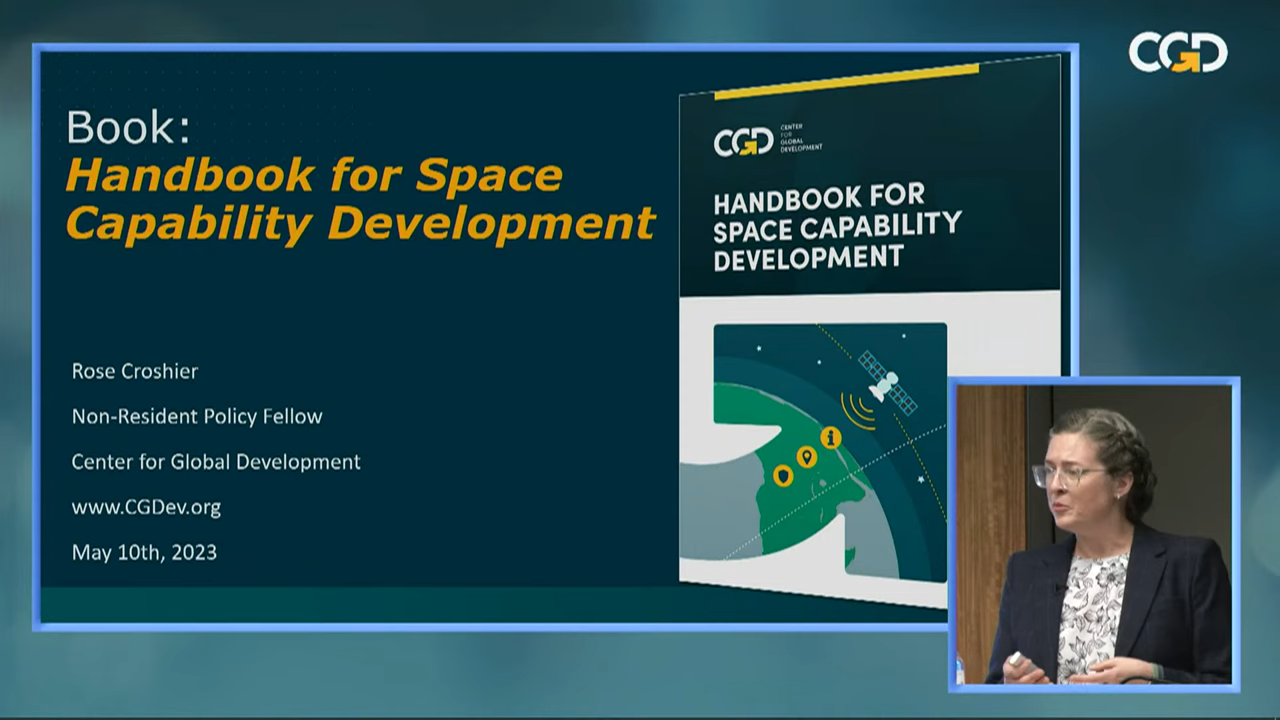 CGD
Book:
Handbook for Space
Capability Development
Rose Croshier
Non-Resident Policy Fellow
Center for Global Development
www.CGDev.org
May 10th, 2023
CGD
CENTER
FOR
GLOBAL
DEVELOPMENT
HANDBOOK FOR
SPACE CAPABILITY
DEVELOPMENT
i